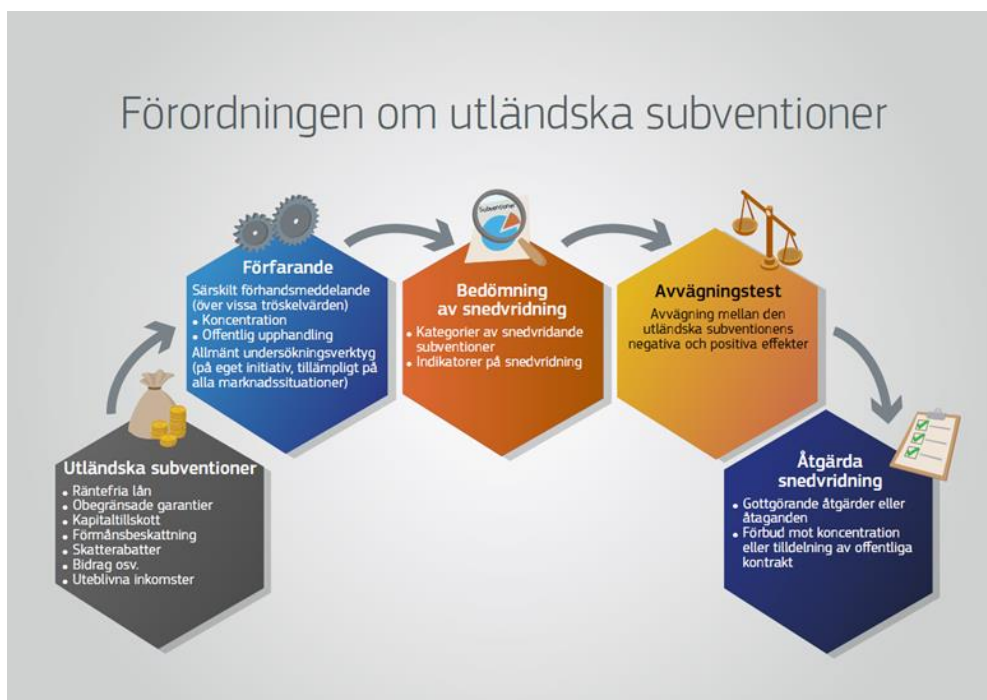 Förordningen om utländska subventioner
Utländska subventioner
• Räntefria lån
• Obegränsade garantier
• Kapitaltillskott
• Förmånsbeskattning
• Skatterabatter
• Bidrag osv.
• Uteblivna inkomster
Förfarande
Särskilt förhandsmeddelande
(över vissa tröskelvärden)
• Koncentration
• Offentlig upphandling
Allmänt undersökningsverktyg
(på eget initiativ, tillämpligt på
alla marknadssituationer)
Subventioner
Bedömning
av snedvridning
• Kategorier av snedvridande
subventioner
• Indikatorer på snedvridning
Avvägningstest
Avvägning mellan den
utländska subventionens
negativa och positiva effekter
Åtgärda
snedvridning
• Gottgörande åtgärder eller
åtaganden
• Förbud mot koncentration
eller tilldelning av offentliga
kontrakt